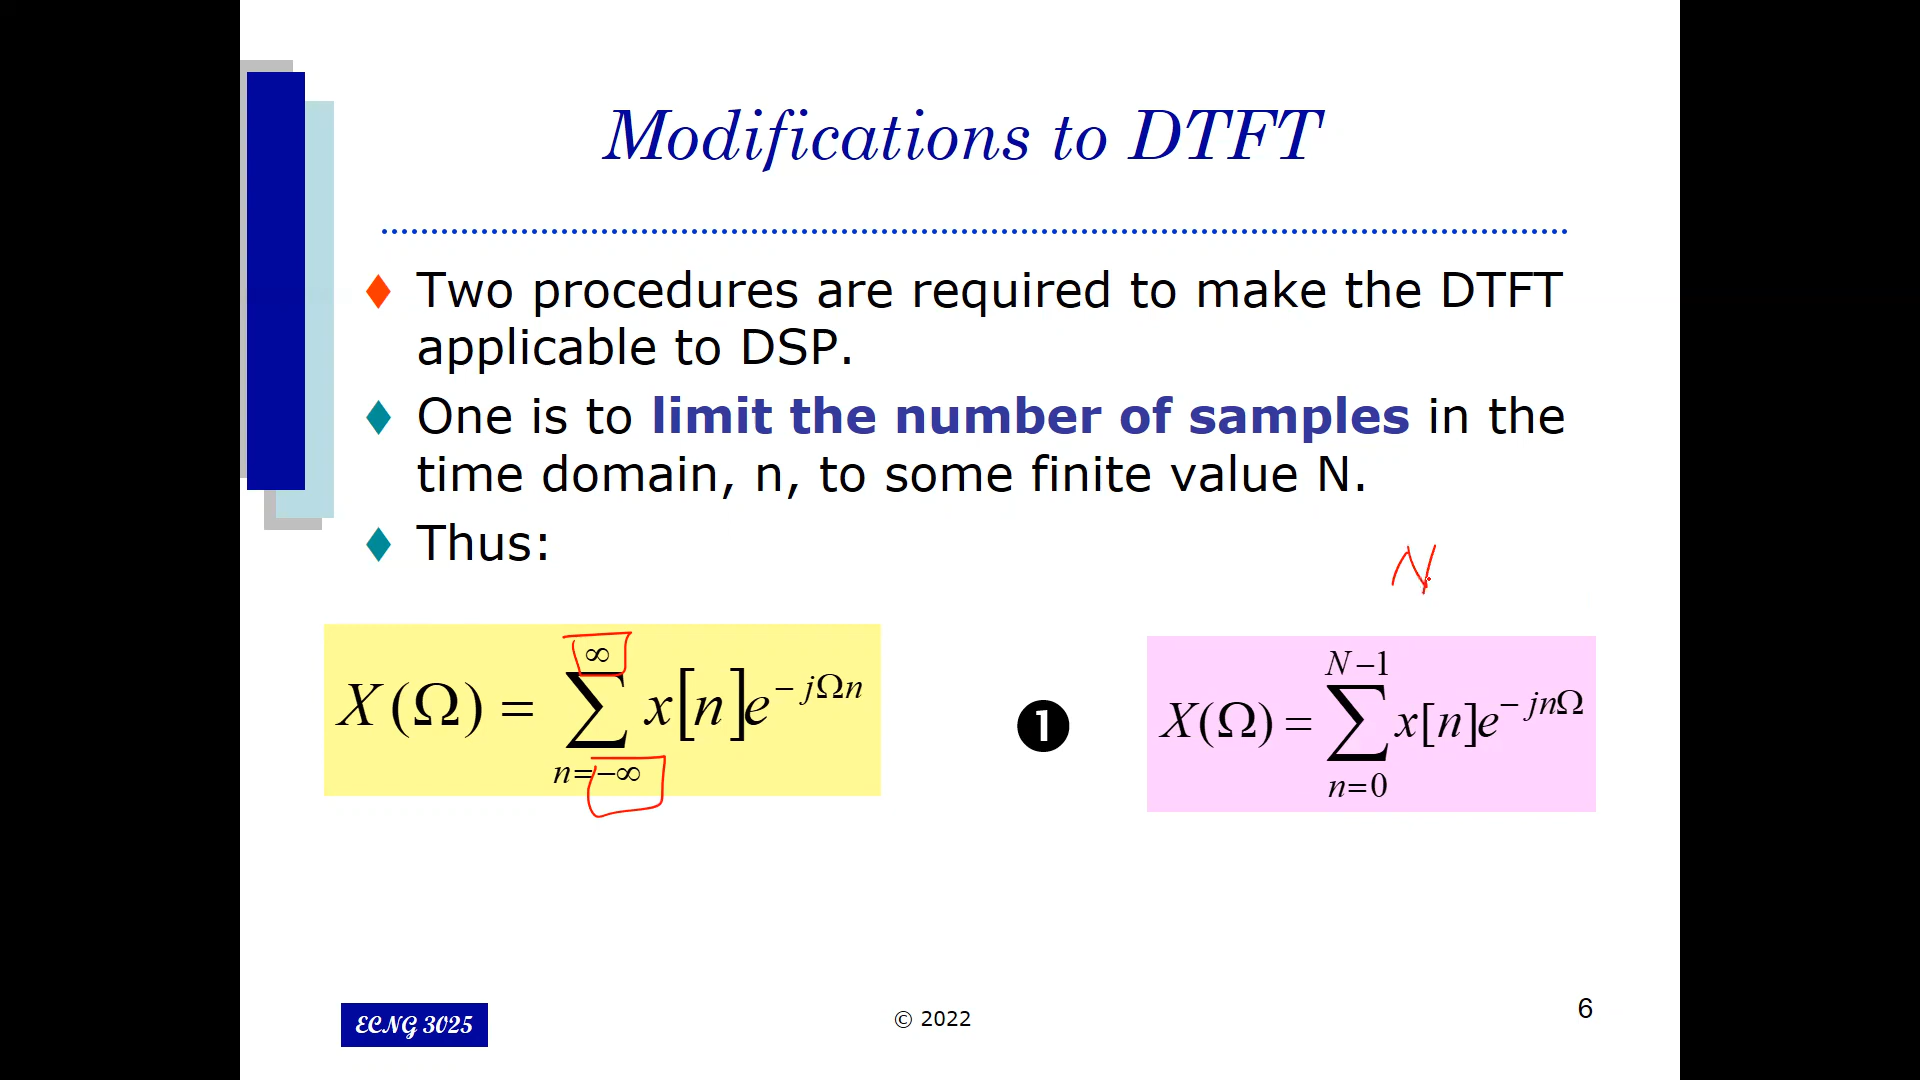 Modifications to DTFT
Two procedures are required to make the DTFT
applicable to DSP.
One is to limit the number of samples in the
time domain, n, to some finite value N.
Thus:
N
X(Ω) = ∑_{n=−∞}^{∞} x[n]e^{−jΩn}
❶
X(Ω) = ∑_{n=0}^{N−1} x[n]e^{−jnΩ}
ECNG 3025
© 2022
6